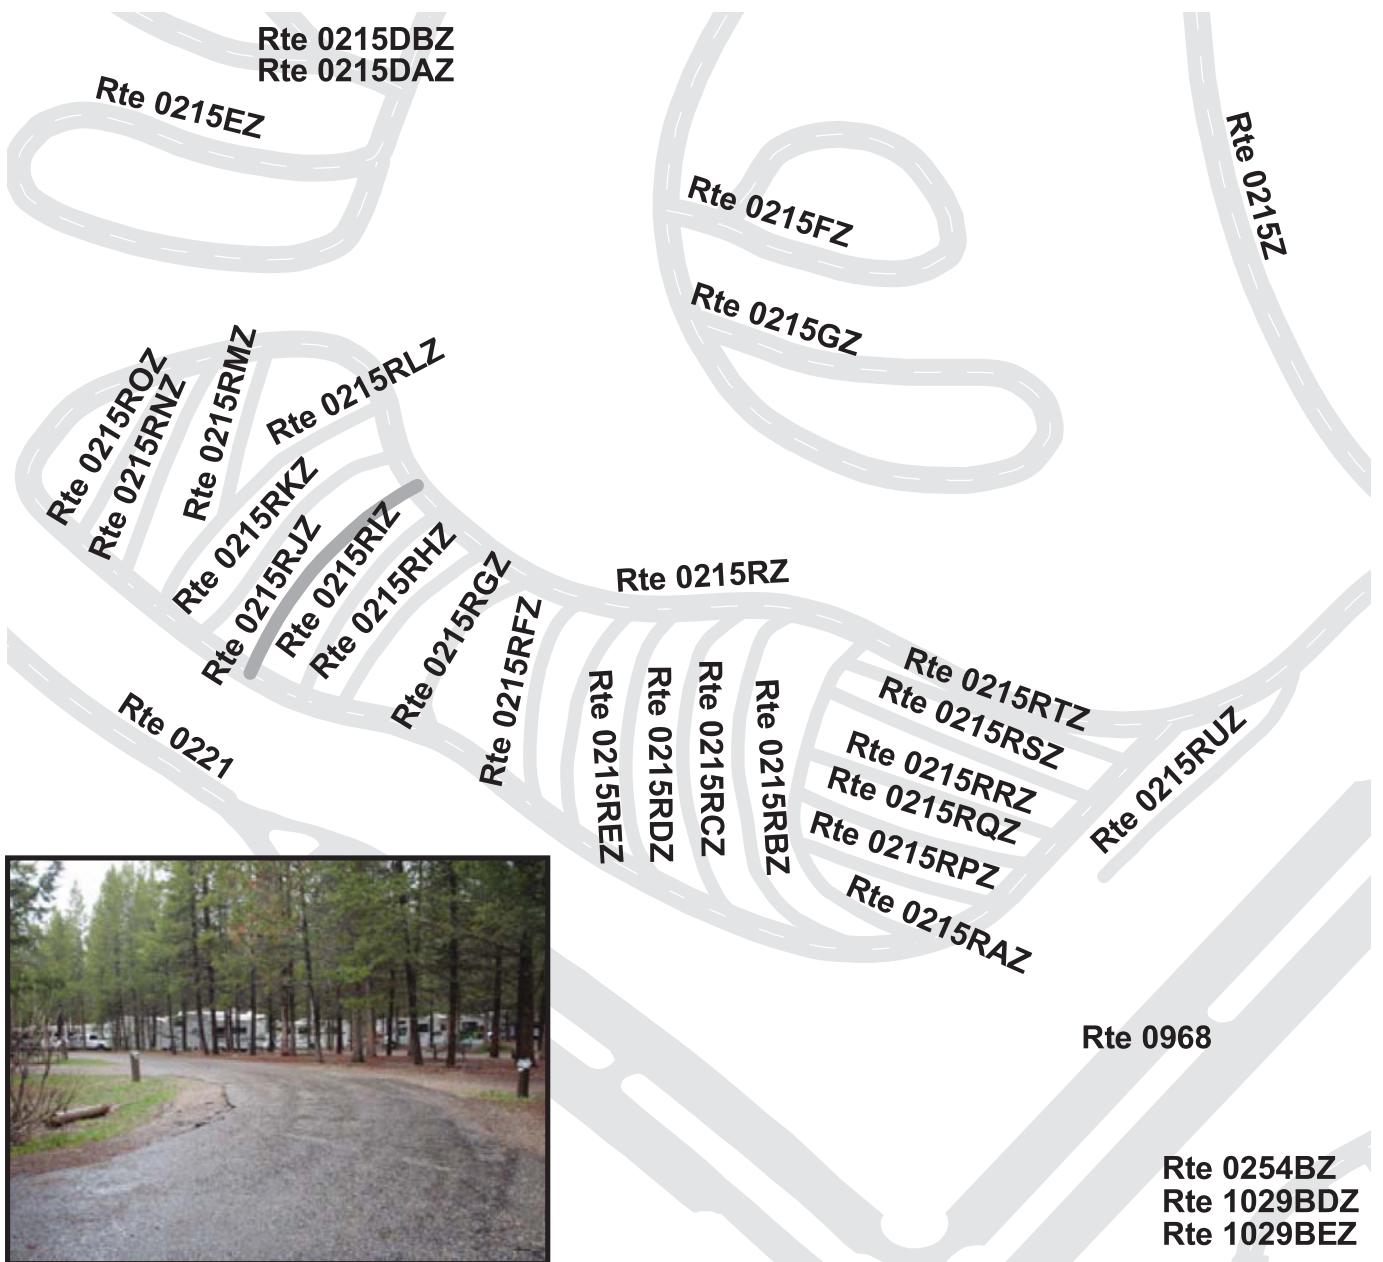 Rte 0215DBZ
Rte 0215DAZ
Rte 0215EZ
Rte 0215Z
Rte 0215FZ
Rte 0215GZ
Rte 0215ROZ
Rte 0215RNZ
Rte 0215RMZ
Rte 0215RLZ
Rte 0215RKZ
Rte 0215RJZ
Rte 0215RIZ
Rte 0215RHZ
Rte 0215RGZ
Rte 0215RFZ
Rte 0215RZ
Rte 0215REZ
Rte 0215RDZ
Rte 0215RCZ
Rte 0215RBZ
Rte 0215RTZ
Rte 0215RSZ
Rte 0215RRZ
Rte 0215RQZ
Rte 0215RPZ
Rte 0215RAZ
Rte 0215RUZ
Rte 0221
Rte 0968
Rte 0254BZ
Rte 1029BDZ
Rte 1029BEZ